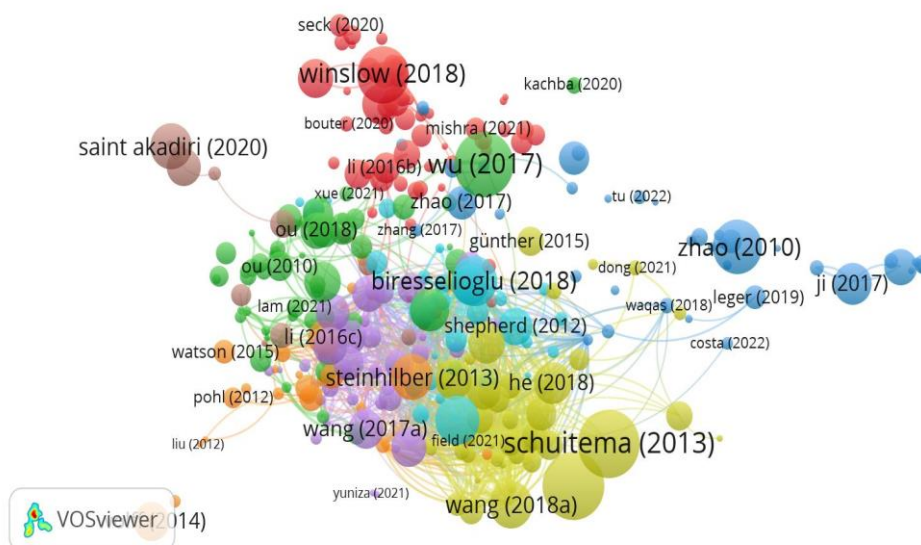 seck (2020)
winslow (2018)
kachba (2020)
bouter (2020)
mishra (2021)
saint akadiri (2020)
li (2016b)
wu (2017)
xue (2021)
zhao (2017)
tu (2022)
ou (2018)
zhang (2017)
günther (2015)
zhao (2010)
ou (2010)
dong (2021)
biresselioglu (2018)
ji (2017)
lam (2021)
waqas (2018)
leger (2019)
shepherd (2012)
li (2016c)
costa (2022)
watson (2015)
steinhilber (2013)
he (2018)
pohl (2012)
wang (2017a)
field (2021)
schuitema (2013)
liu (2012)
yuniza (2021)
wang (2018a)
VOSviewer
2014)